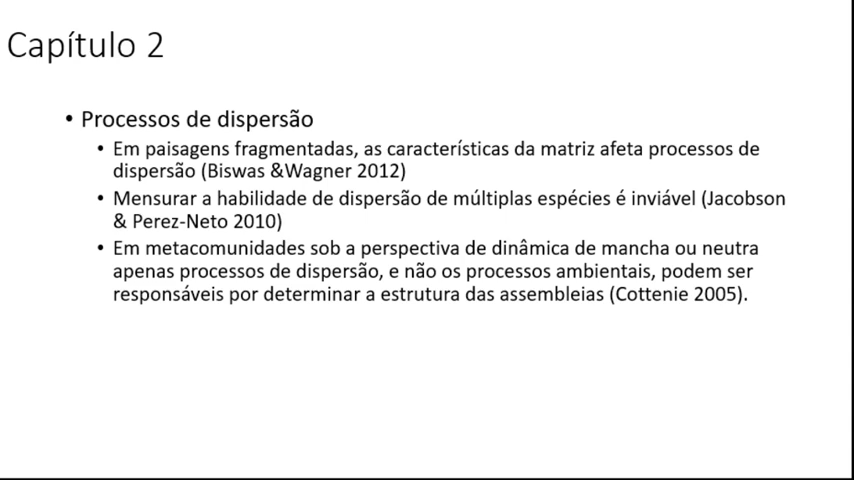 Capítulo 2
• Processos de dispersão
• Em paisagens fragmentadas, as características da matriz afeta processos de
dispersão (Biswas &Wagner 2012)
• Mensurar a habilidade de dispersão de múltiplas espécies é inviável (Jacobson
& Perez-Neto 2010)
• Em metacomunidades sob a perspectiva de dinâmica de mancha ou neutra
apenas processos de dispersão, e não os processos ambientais, podem ser
responsáveis por determinar a estrutura das assembleias (Cottenie 2005).